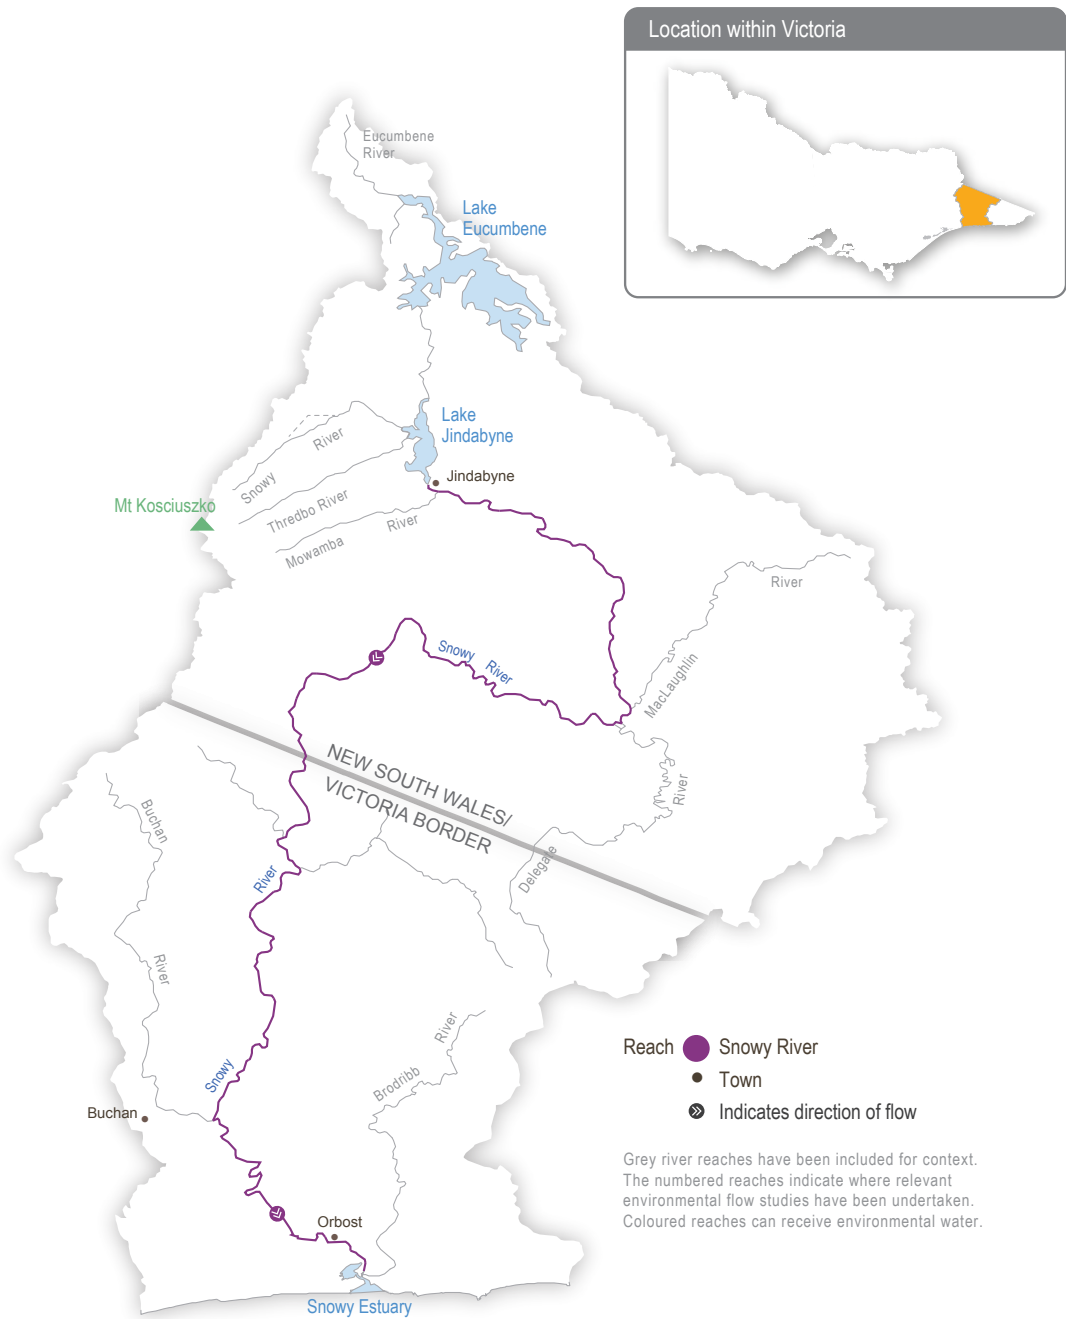 Location within Victoria
Eucumbene
River
Lake
Eucumbene
Lake
Jindabyne
River
Snowy
Jindabyne
Thredbo River
Mt Kosciuszko
River
Mowamba
River
Snowy River
MacLaughlin
NEW SOUTH WALES/
VICTORIA BORDER
River
Buchan
River
Delegate
River
River
Brodribb
Snowy
Buchan
Orbost
Snowy Estuary
Reach Snowy River
Town
Indicates direction of flow
Grey river reaches have been included for context.
The numbered reaches indicate where relevant
environmental flow studies have been undertaken.
Coloured reaches can receive environmental water.